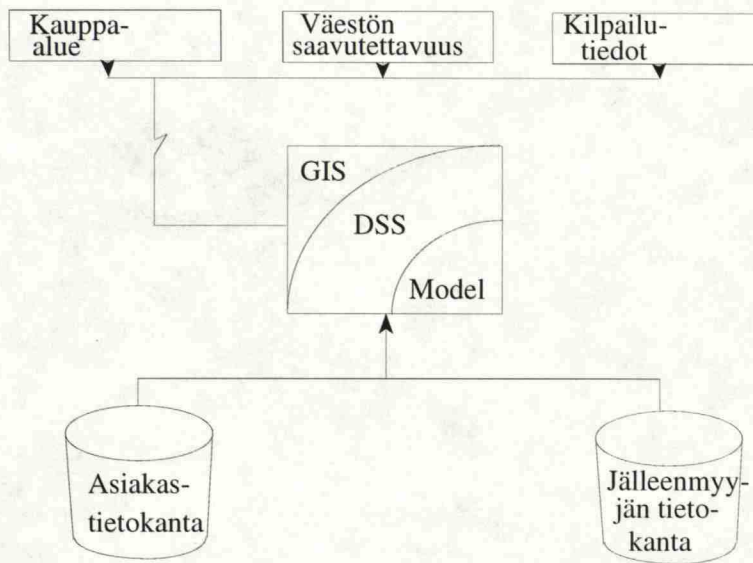 Kauppa-
alue
Väestön
saavutettavuus
Kilpailu-
tiedot
GIS
DSS
Model
Asiakas-
tietokanta
Jälleenmyy-
jän tieto-
kanta